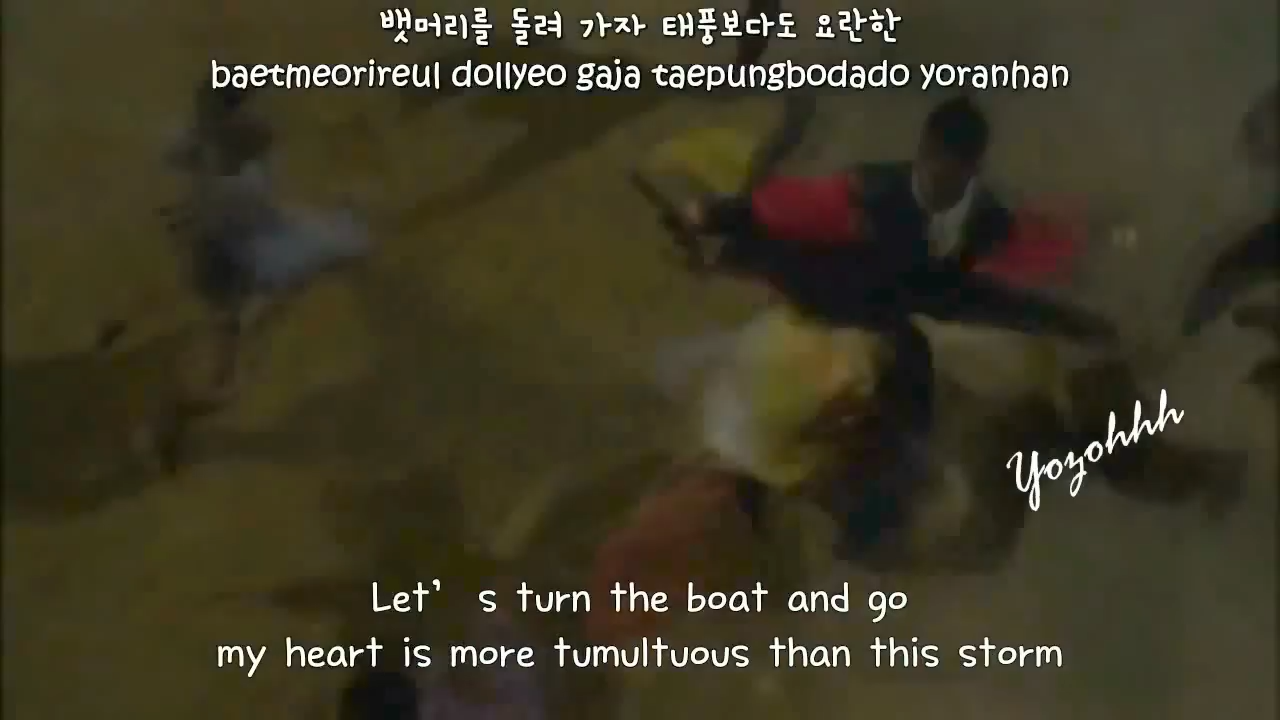 뱃머리를 돌려 가자 태풍보다도 요란한
baetmeorireul dollyeo gaja taepungbodado yoranhan
Yozohhh
Let’s turn the boat and go
my heart is more tumultuous than this storm